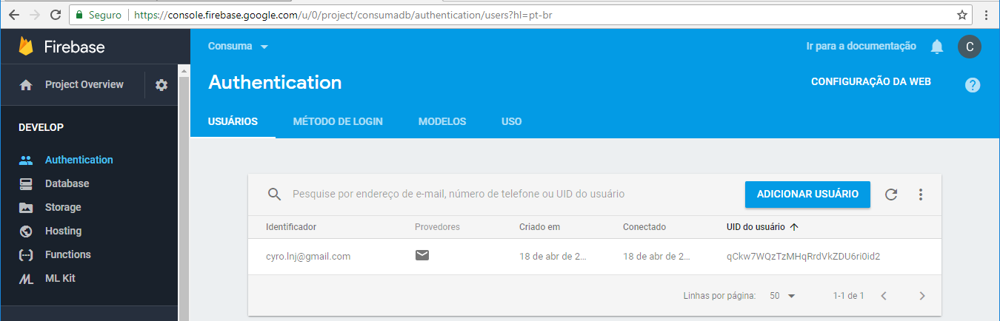 Seguro https://console.firebase.google.com/u/0/project/consumadb/authentication/users?hl=pt-br
Firebase
Consuma
Ir para a documentação
C
Project Overview
Authentication
CONFIGURAÇÃO DA WEB
?
USUÁRIOS MÉTODO DE LOGIN MODELOS USO
DEVELOP
Authentication
Database
Storage
Hosting
Functions
ML Kit
Pesquise por endereço de e-mail, número de telefone ou UID do usuário
ADICIONAR USUÁRIO
Identificador Provedores Criado em Conectado UID do usuário
cyro.lnj@gmail.com 18 de abr de 2... 18 de abr de 2... qCkw7WQzTzMHqRrdVkZDU6ri0id2
Linhas por página: 50 1-1 de 1